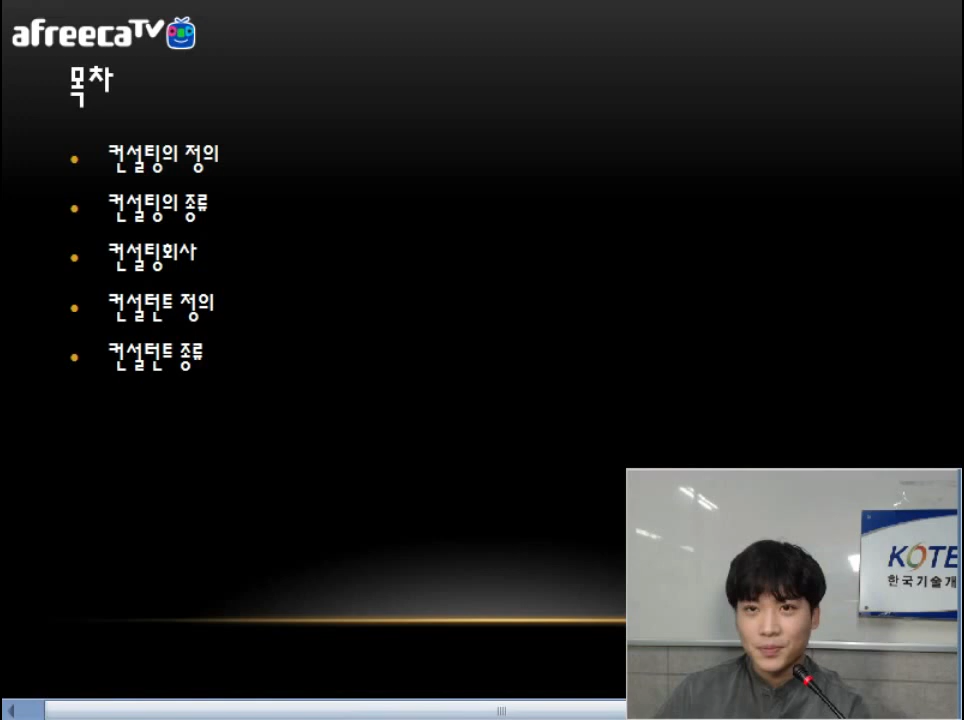 afreecaTV
목차
컨설팅의 정의
컨설팅의 종류
컨설팅회사
컨설턴트 정의
컨설턴트 종류
KOTE
한국기술개